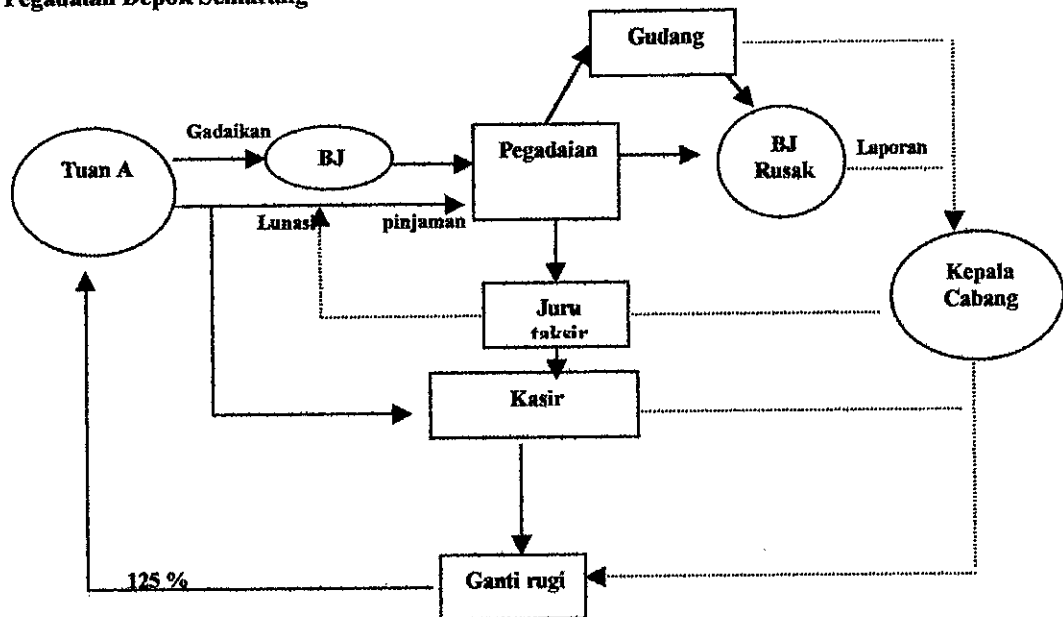 Pegadaian Depok Semarang
Gudang
Gadaikan
Tuan A
BJ
Pegadaian
BJ
Rusak
Laporan
Lunasi
pinjaman
Kepala
Cabang
Juru
taksir
Kasir
125 %
Ganti rugi